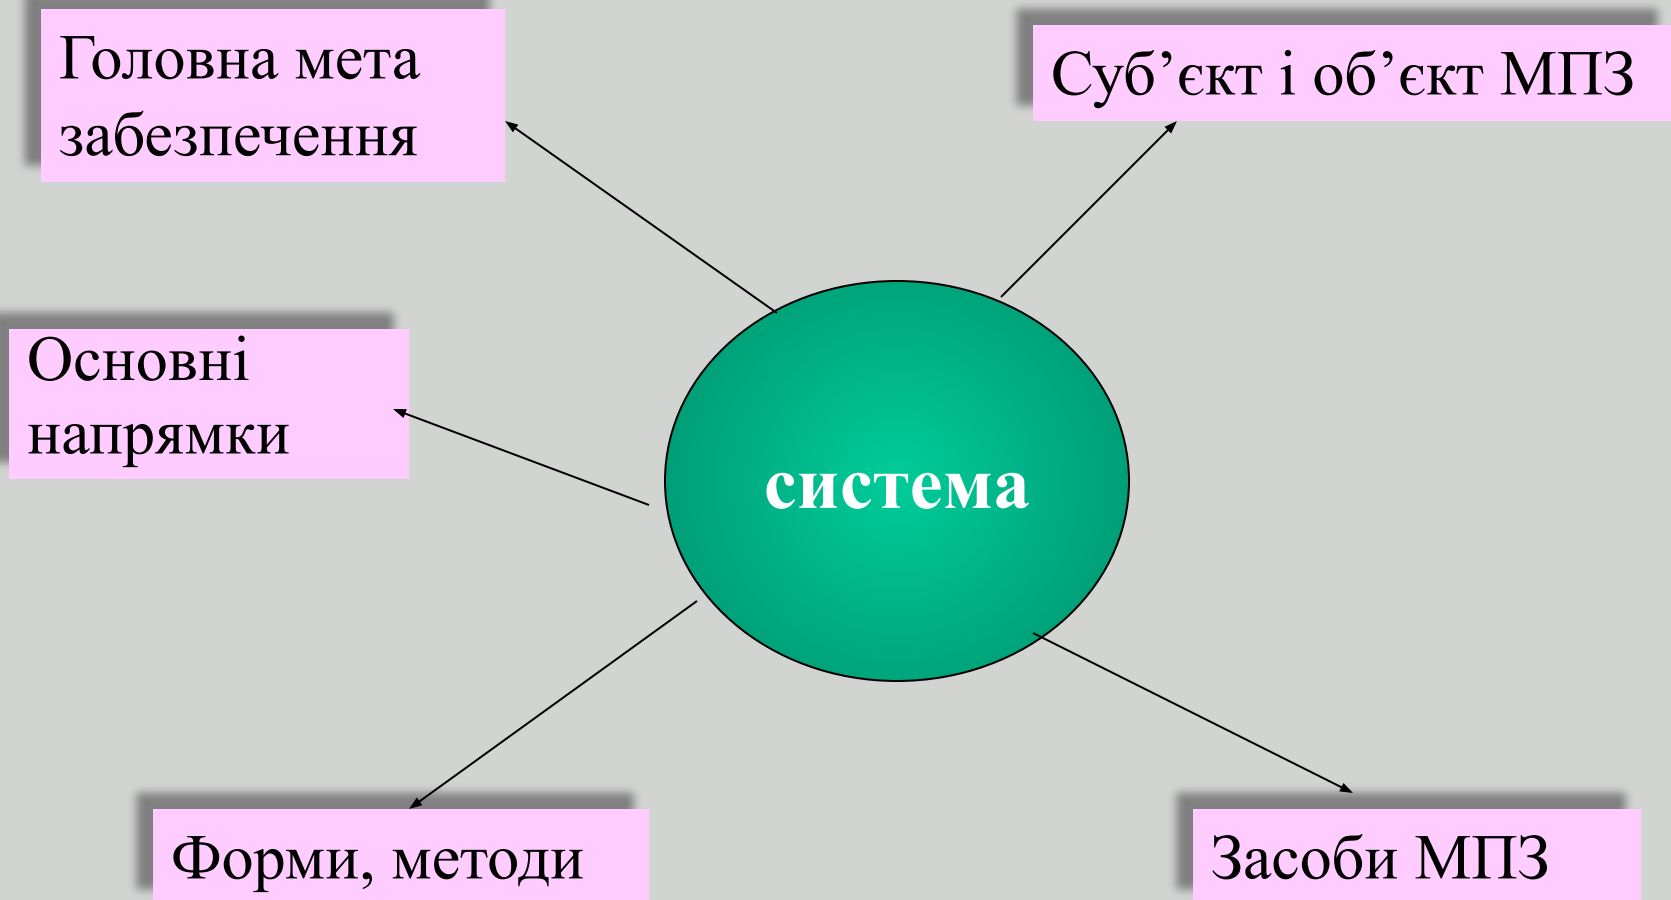 Головна мета
забезпечення
Суб’єкт і об’єкт МПЗ
Основні
напрямки
система
Форми, методи
Засоби МПЗ